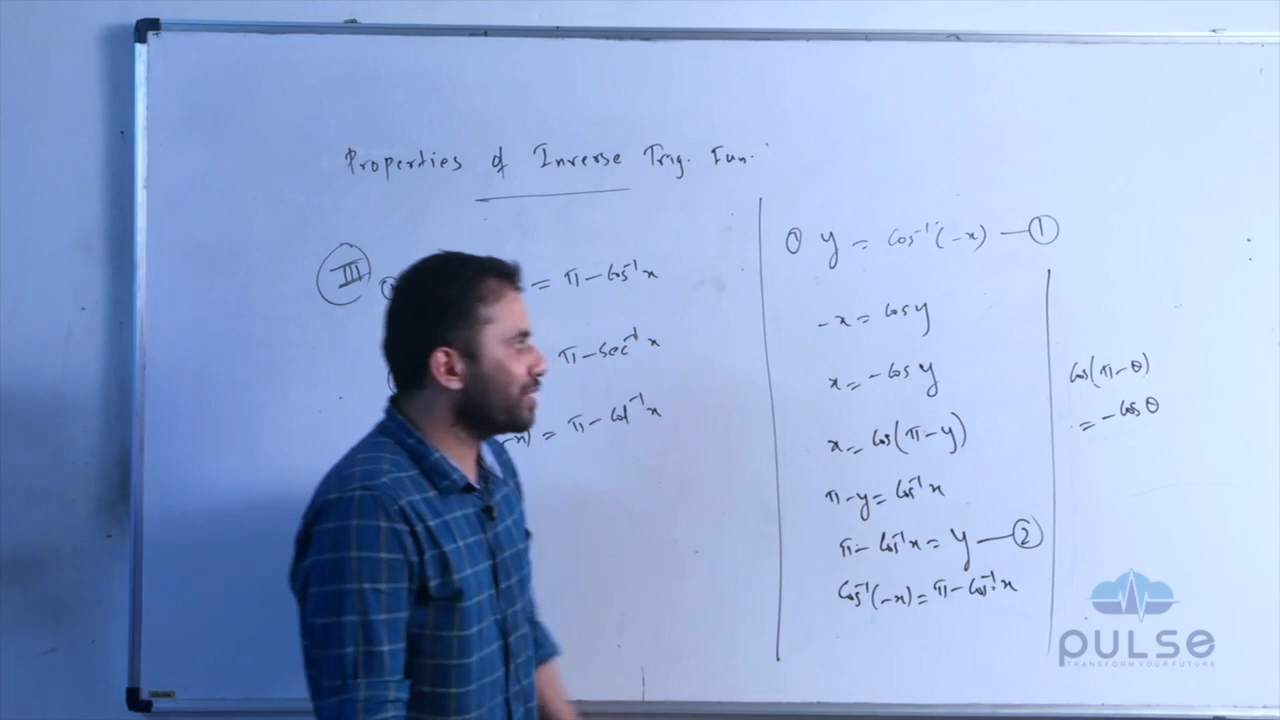 Properties of Inverse Trig. Fun.
III = π - Cos⁻¹x
π - Sec⁻¹x
-x) = π - Cot⁻¹x
① y = Cos⁻¹(-x) — ①
-x = Cos y
x = -Cos y
x = Cos(π - y)
π - y = Cos⁻¹x
π - Cos⁻¹x = y — ②
Cos⁻¹(-x) = π - Cos⁻¹x
Cos(π - θ)
= -Cos θ
PULSE
TRANSFORM YOUR FUTURE